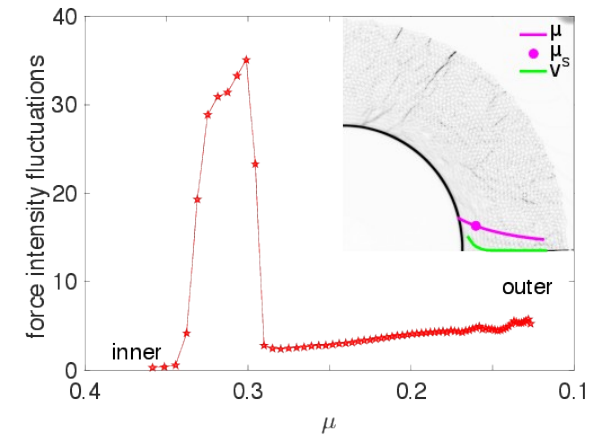 force intensity fluctuations
40
30
20
10
0
μ
μs
vs
outer
inner
0.4
0.3
0.2
0.1
μ